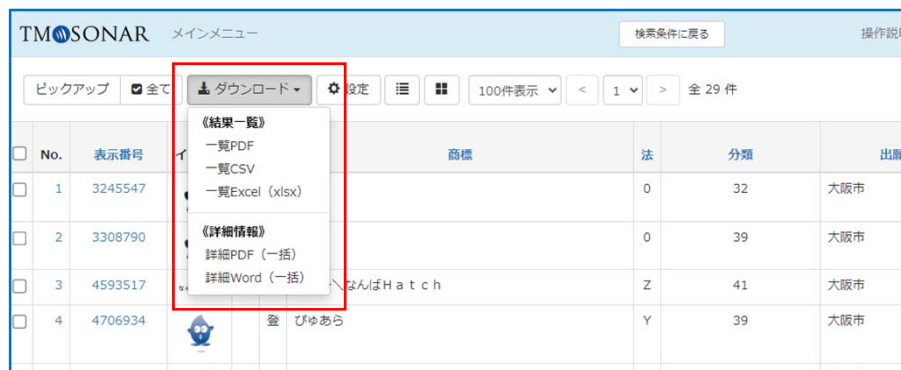 TMSONAR メインメニュー 検索条件に戻る 操作説明
ピックアップ 全て ダウンロード 設定 100件表示 < 1 > 全 29 件
《結果一覧》
一覧PDF
一覧CSV
一覧Excel（xlsx）
《詳細情報》
詳細PDF（一括）
詳細Word（一括）
No. 表示番号 イ 商標 法 分類 出願
1 3245547 0 32 大阪市
2 3308790 0 39 大阪市
3 4593517 ＼なんばＨａｔｃｈ Z 41 大阪市
4 4706934 登 ぴゅあら Y 39 大阪市